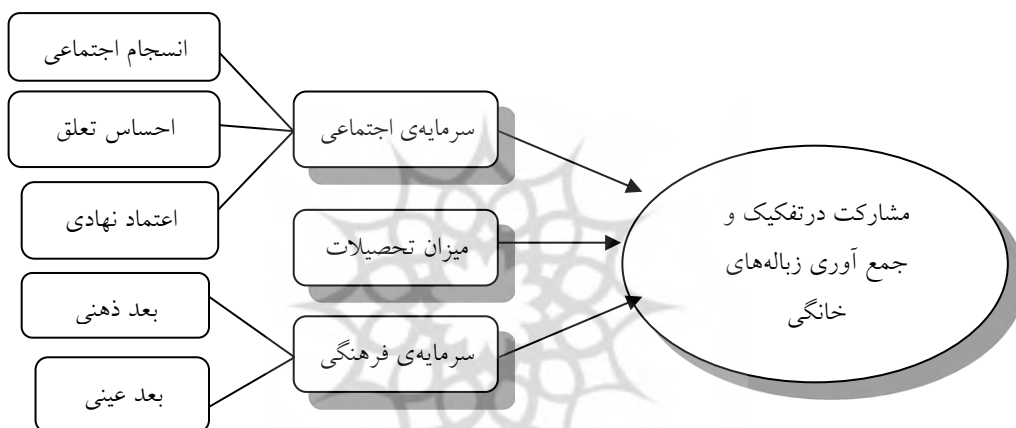 انسجام اجتماعی
احساس تعلق
اعتماد نهادی
بعد ذهنی
بعد عینی
سرمایه‌ی اجتماعی
میزان تحصیلات
سرمایه‌ی فرهنگی
مشارکت درتفکیک و
جمع آوری زباله‌های
خانگی